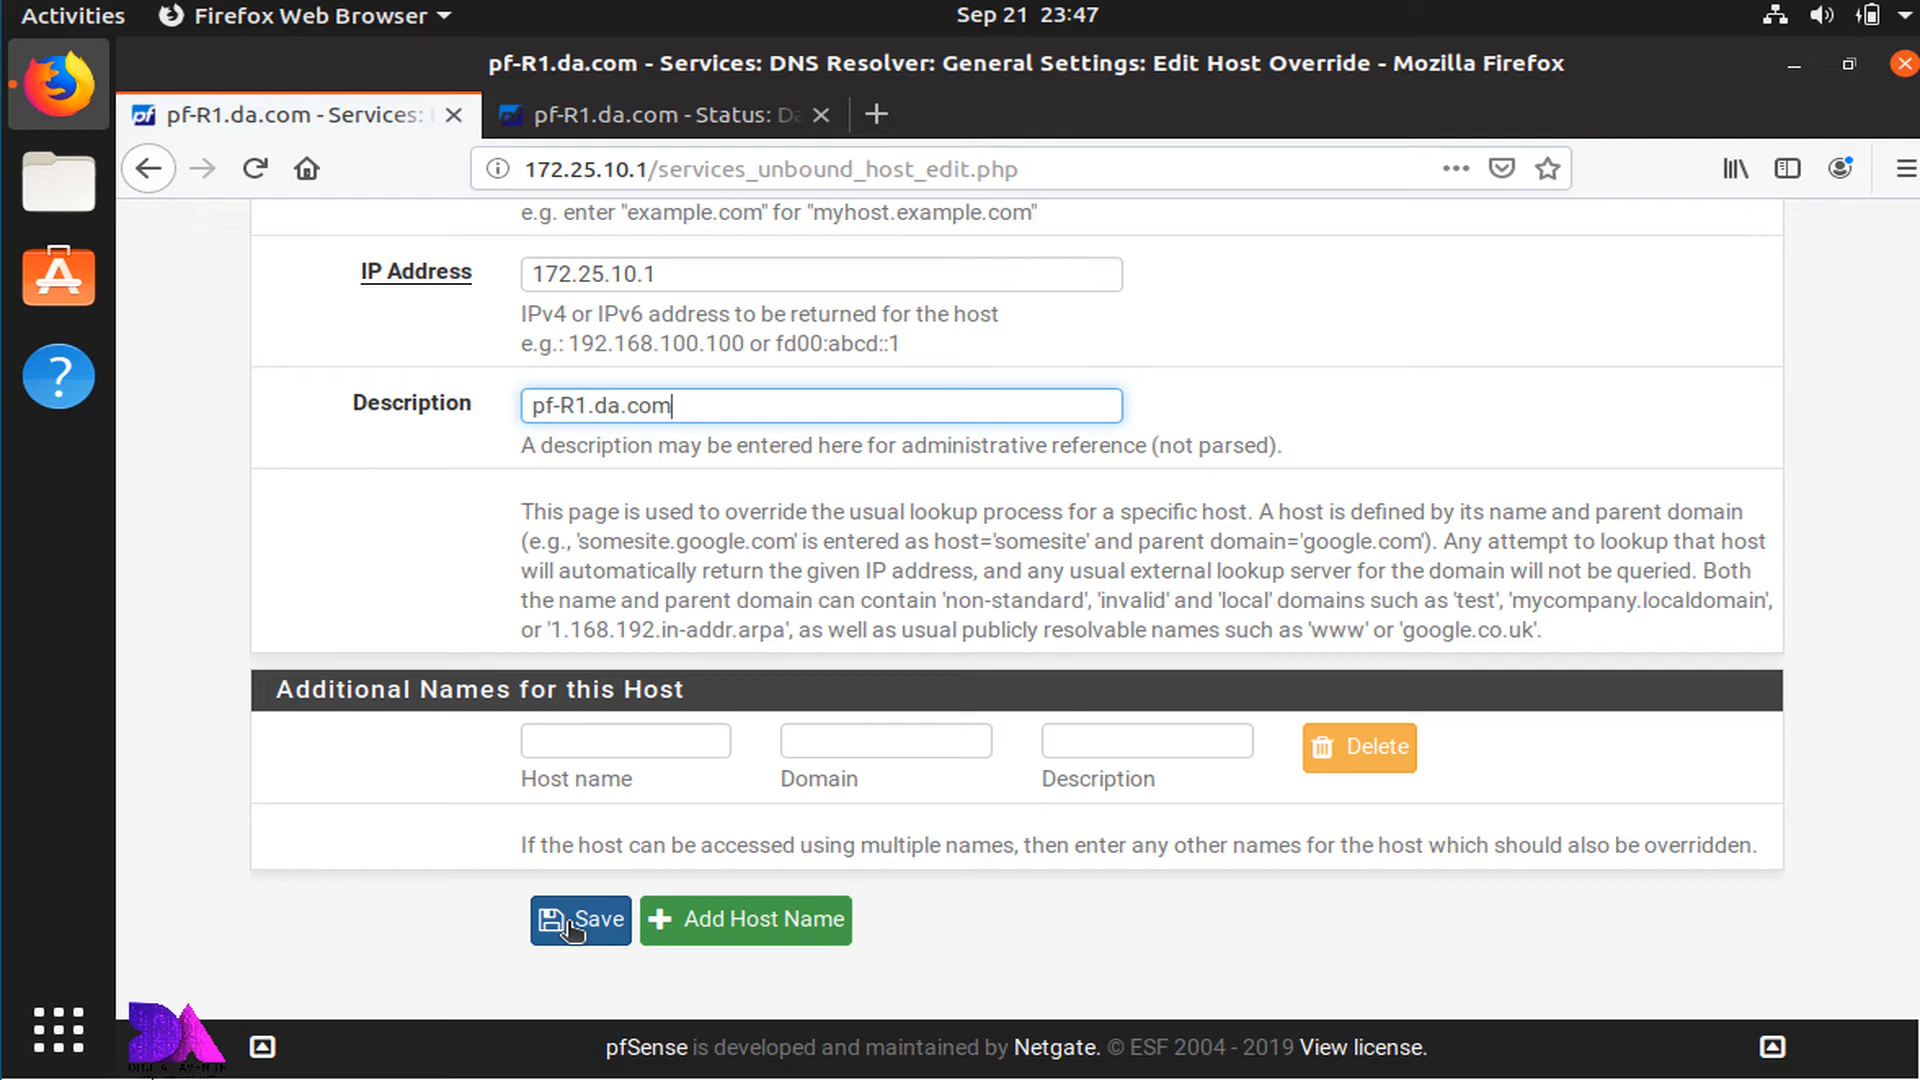 Activities
Firefox Web Browser
Sep 21 23:47
pf-R1.da.com - Services: DNS Resolver: General Settings: Edit Host Override - Mozilla Firefox
pf-R1.da.com - Services:
pf-R1.da.com - Status: Da
172.25.10.1/services_unbound_host_edit.php
e.g. enter "example.com" for "myhost.example.com"
IP Address
172.25.10.1
IPv4 or IPv6 address to be returned for the host
e.g.: 192.168.100.100 or fd00:abcd::1
Description
pf-R1.da.com
A description may be entered here for administrative reference (not parsed).
This page is used to override the usual lookup process for a specific host. A host is defined by its name and parent domain
(e.g., 'somesite.google.com' is entered as host='somesite' and parent domain='google.com'). Any attempt to lookup that host
will automatically return the given IP address, and any usual external lookup server for the domain will not be queried. Both
the name and parent domain can contain 'non-standard', 'invalid' and 'local' domains such as 'test', 'mycompany.localdomain',
or '1.168.192.in-addr.arpa', as well as usual publicly resolvable names such as 'www' or 'google.co.uk'.
Additional Names for this Host
Delete
Host name
Domain
Description
If the host can be accessed using multiple names, then enter any other names for the host which should also be overridden.
Save
Add Host Name
DA
pfSense is developed and maintained by Netgate. © ESF 2004 - 2019 View license.